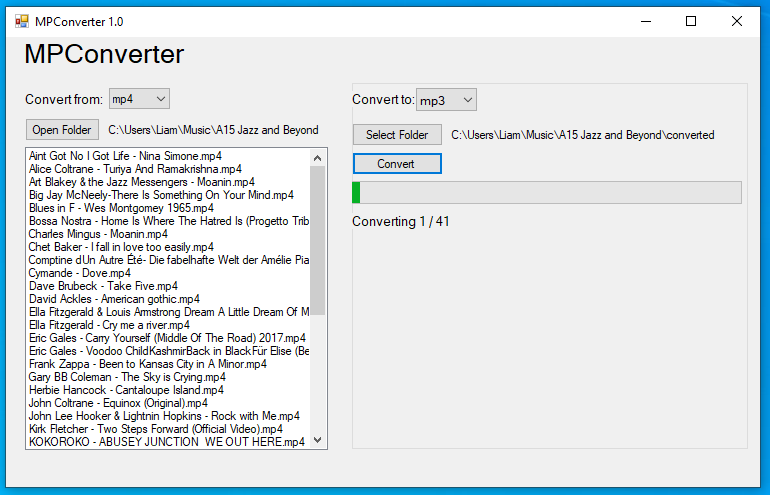 MPConverter 1.0
MPConverter
Convert from: mp4
Open Folder C:\Users\Liam\Music\A15 Jazz and Beyond
Aint Got No I Got Life - Nina Simone.mp4
Alice Coltrane - Turiya And Ramakrishna.mp4
Art Blakey & the Jazz Messengers - Moanin.mp4
Big Jay McNeely-There Is Something On Your Mind.mp4
Blues in F - Wes Montgomery 1965.mp4
Bossa Nostra - Home Is Where The Hatred Is (Progetto Trib
Charles Mingus - Moanin.mp4
Chet Baker - I fall in love too easily.mp4
Comptine dUn Autre Été- Die fabelhafte Welt der Amélie Pia
Cymande - Dove.mp4
Dave Brubeck - Take Five.mp4
David Ackles - American gothic.mp4
Ella Fitzgerald & Louis Armstrong Dream A Little Dream Of M
Ella Fitzgerald - Cry me a river.mp4
Eric Gales - Carry Yourself (Middle Of The Road) 2017.mp4
Eric Gales - Voodoo ChildKashmirBack in BlackFür Elise (Be
Frank Zappa - Been to Kansas City in A Minor.mp4
Gary BB Coleman - The Sky is Crying.mp4
Herbie Hancock - Cantaloupe Island.mp4
John Coltrane - Equinox (Original).mp4
John Lee Hooker & Lightnin Hopkins - Rock with Me.mp4
Kirk Fletcher - Two Steps Forward (Official Video).mp4
KOKOROKO - ABUSEY JUNCTION  WE OUT HERE.mp4
Convert to: mp3
Select Folder C:\Users\Liam\Music\A15 Jazz and Beyond\converted
Convert
Converting 1 / 41